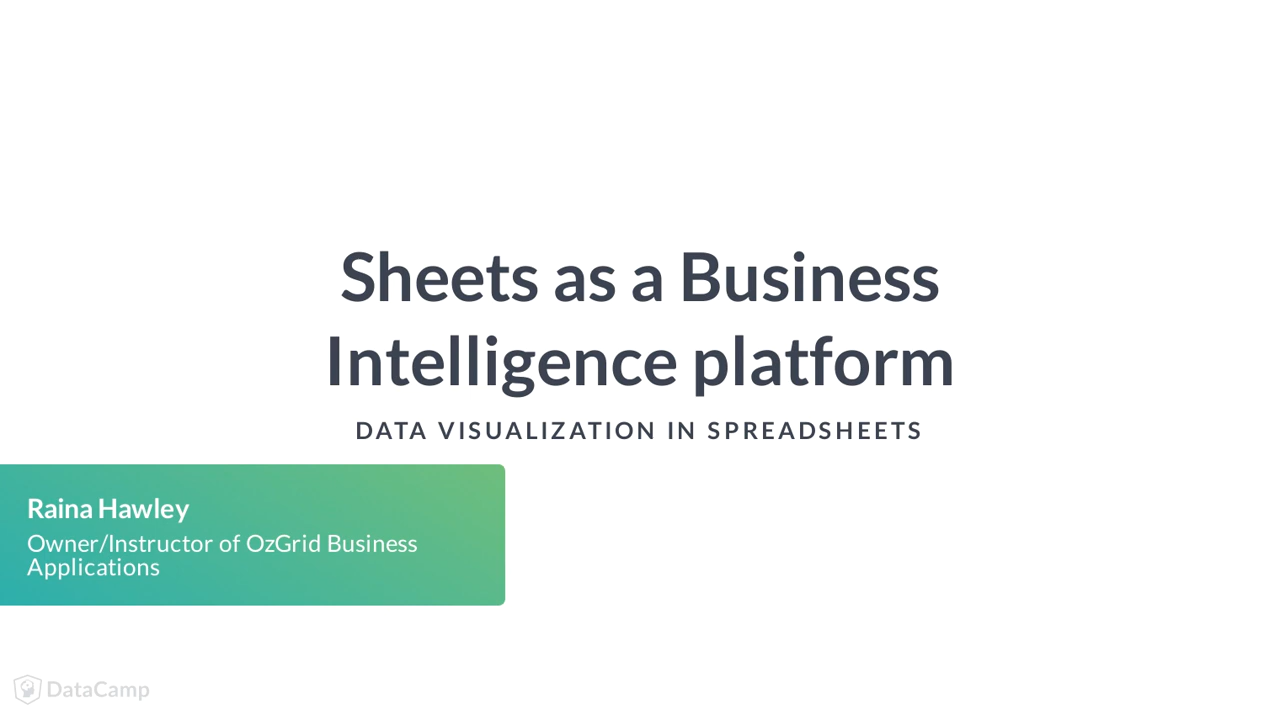 Sheets as a Business
Intelligence platform
DATA VISUALIZATION IN SPREADSHEETS
Raina Hawley
Owner/Instructor of OzGrid Business
Applications
DataCamp